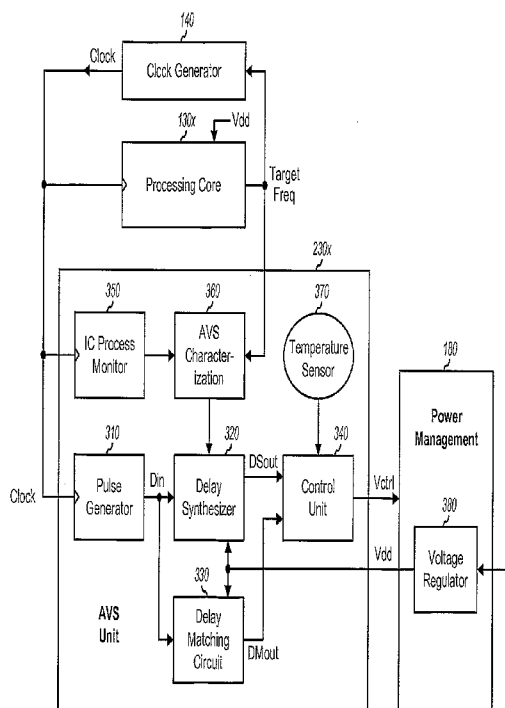 140
Clock
Clock Generator
130x
Vdd
Processing Core
Target
Freq
230x
350
360
370
IC Process
Monitor
AVS
Character-
ization
Temperature
Sensor
180
Power
Management
310
320
340
Din
DSout
Clock
Pulse
Generator
Delay
Synthesizer
Control
Unit
Vctrl
380
Vdd
Voltage
Regulator
330
AVS
Unit
Delay
Matching
Circuit
DMout